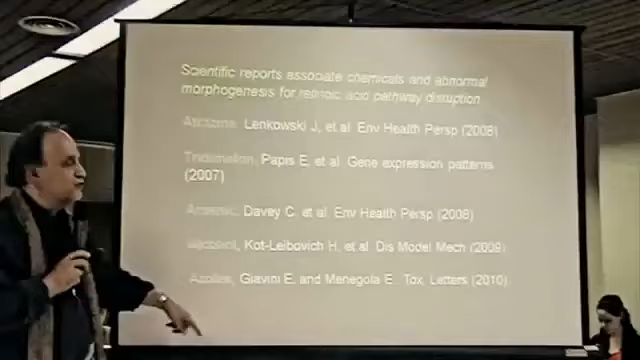 Scientific reports associate chemicals and abnormal
morphogenesis for retinoic acid pathway disruption
Atrazine, Lenkowski J, et al. Env Health Persp (2008)
Triadimefon, Papis E, et al. Gene expression patterns
(2007)
Arsenic, Davey C. et al. Env Health Persp (2008)
Kot-Leibovich H, et al. Dis Model Mech (2009)
Azoles, Giavini E. and Menegola E. Tox. Letters (2010)